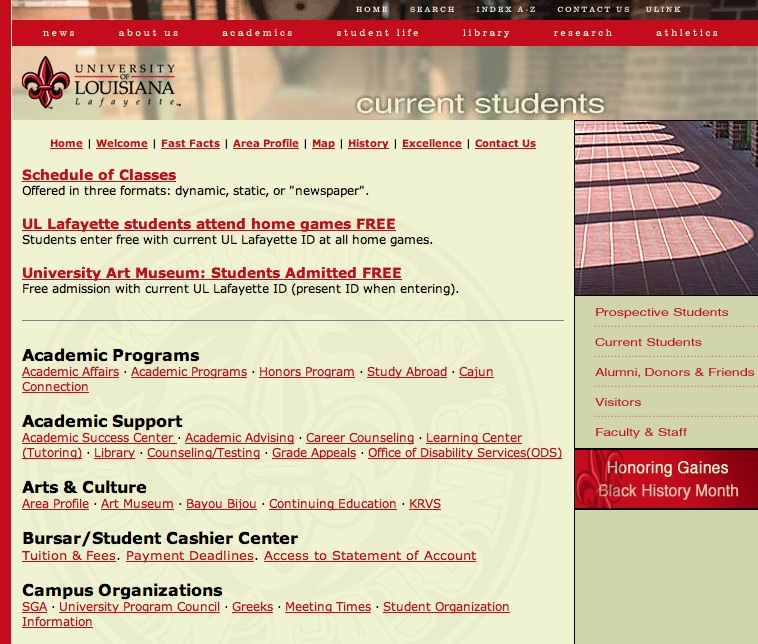 HOME SEARCH INDEX A-Z CONTACT US ULINK
news about us academics student life library research athletics
UNIVERSITY
OF
LOUISIANA
Lafayette™
current students
Home | Welcome | Fast Facts | Area Profile | Map | History | Excellence | Contact Us
Schedule of Classes
Offered in three formats: dynamic, static, or "newspaper".
UL Lafayette students attend home games FREE
Students enter free with current UL Lafayette ID at all home games.
University Art Museum: Students Admitted FREE
Free admission with current UL Lafayette ID (present ID when entering).
Academic Programs
Academic Affairs · Academic Programs · Honors Program · Study Abroad · Cajun
Connection
Academic Support
Academic Success Center · Academic Advising · Career Counseling · Learning Center
(Tutoring) · Library · Counseling/Testing · Grade Appeals · Office of Disability Services(ODS)
Arts & Culture
Area Profile · Art Museum · Bayou Bijou · Continuing Education · KRVS
Bursar/Student Cashier Center
Tuition & Fees. Payment Deadlines. Access to Statement of Account
Campus Organizations
SGA · University Program Council · Greeks · Meeting Times · Student Organization
Information
Prospective Students
Current Students
Alumni, Donors & Friends
Visitors
Faculty & Staff
Honoring Gaines
Black History Month